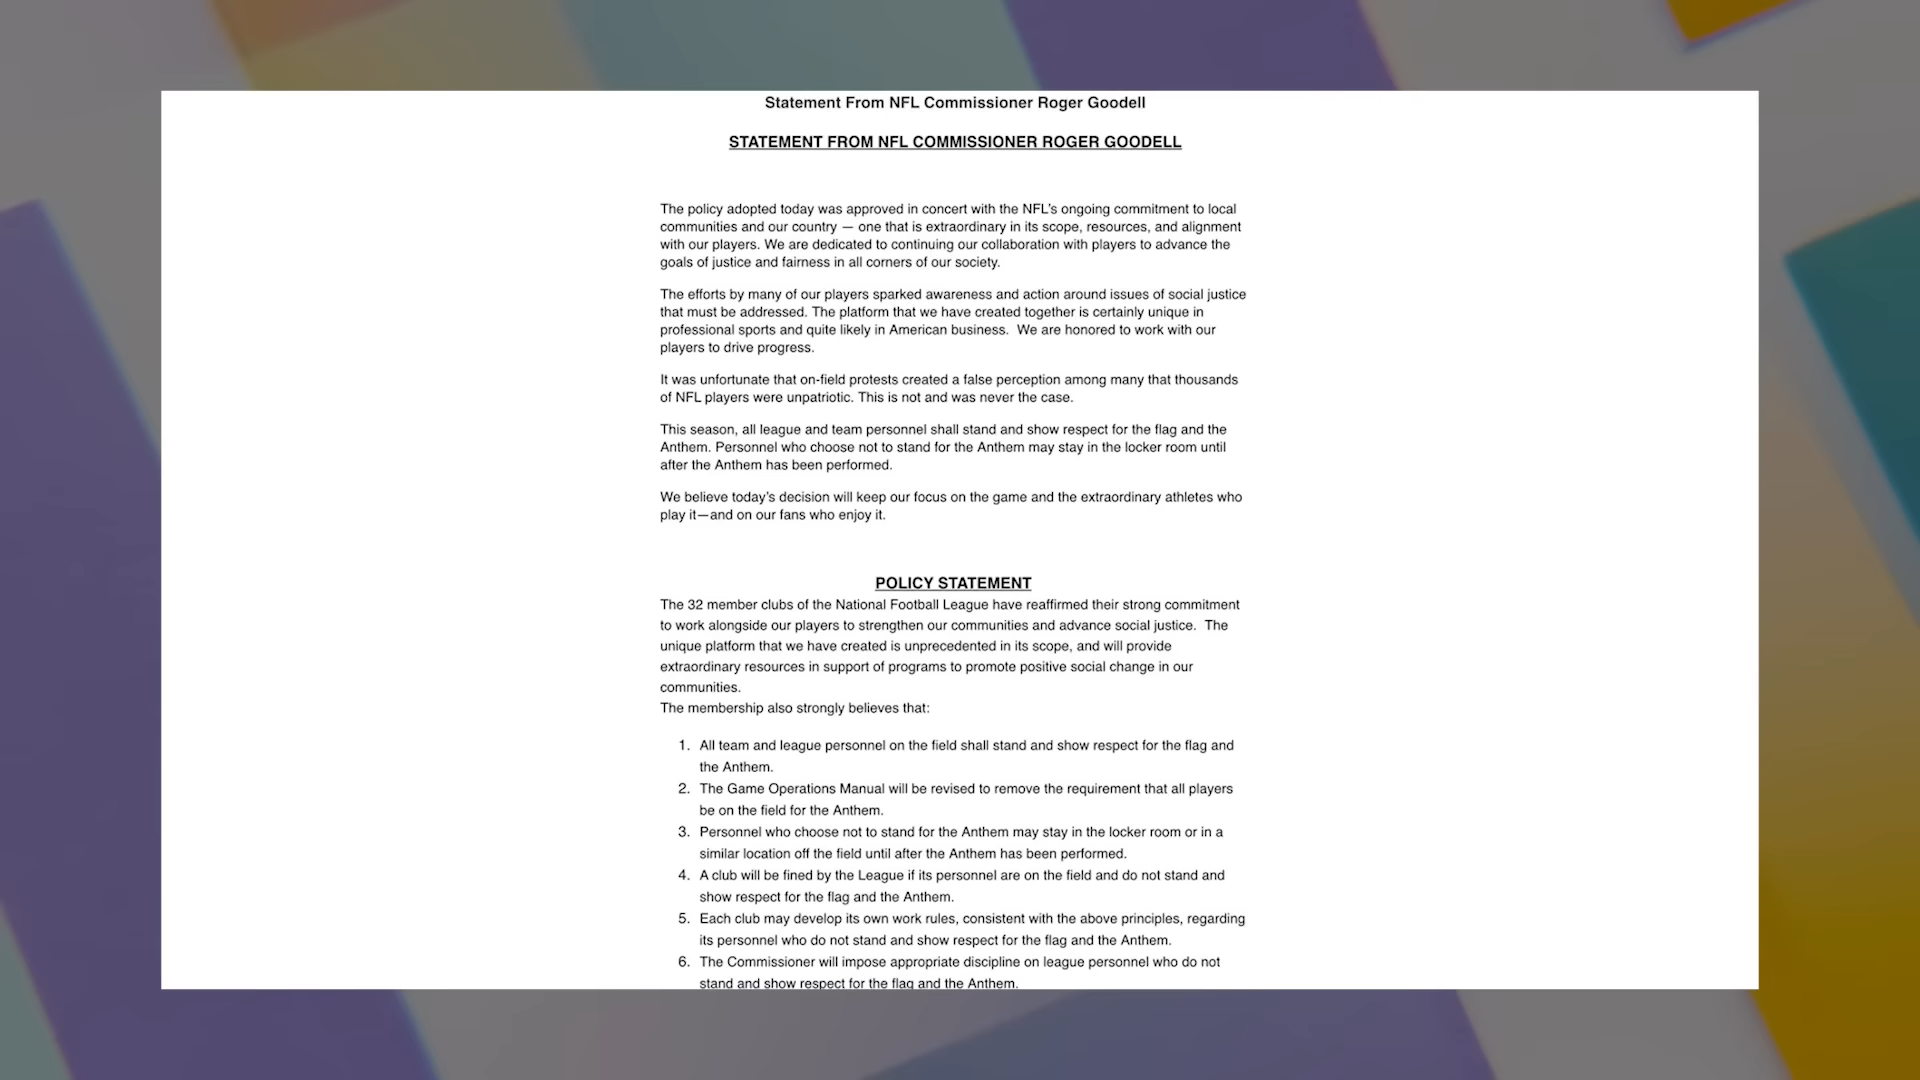 Statement From NFL Commissioner Roger Goodell
STATEMENT FROM NFL COMMISSIONER ROGER GOODELL
The policy adopted today was approved in concert with the NFL's ongoing commitment to local
communities and our country — one that is extraordinary in its scope, resources, and alignment
with our players. We are dedicated to continuing our collaboration with players to advance the
goals of justice and fairness in all corners of our society.
The efforts by many of our players sparked awareness and action around issues of social justice
that must be addressed. The platform that we have created together is certainly unique in
professional sports and quite likely in American business.  We are honored to work with our
players to drive progress.
It was unfortunate that on-field protests created a false perception among many that thousands
of NFL players were unpatriotic. This is not and was never the case.
This season, all league and team personnel shall stand and show respect for the flag and the
Anthem. Personnel who choose not to stand for the Anthem may stay in the locker room until
after the Anthem has been performed.
We believe today's decision will keep our focus on the game and the extraordinary athletes who
play it—and on our fans who enjoy it.
POLICY STATEMENT
The 32 member clubs of the National Football League have reaffirmed their strong commitment
to work alongside our players to strengthen our communities and advance social justice.  The
unique platform that we have created is unprecedented in its scope, and will provide
extraordinary resources in support of programs to promote positive social change in our
communities.
The membership also strongly believes that:
1. All team and league personnel on the field shall stand and show respect for the flag and
the Anthem.
2. The Game Operations Manual will be revised to remove the requirement that all players
be on the field for the Anthem.
3. Personnel who choose not to stand for the Anthem may stay in the locker room or in a
similar location off the field until after the Anthem has been performed.
4. A club will be fined by the League if its personnel are on the field and do not stand and
show respect for the flag and the Anthem.
5. Each club may develop its own work rules, consistent with the above principles, regarding
its personnel who do not stand and show respect for the flag and the Anthem.
6. The Commissioner will impose appropriate discipline on league personnel who do not
stand and show respect for the flag and the Anthem.